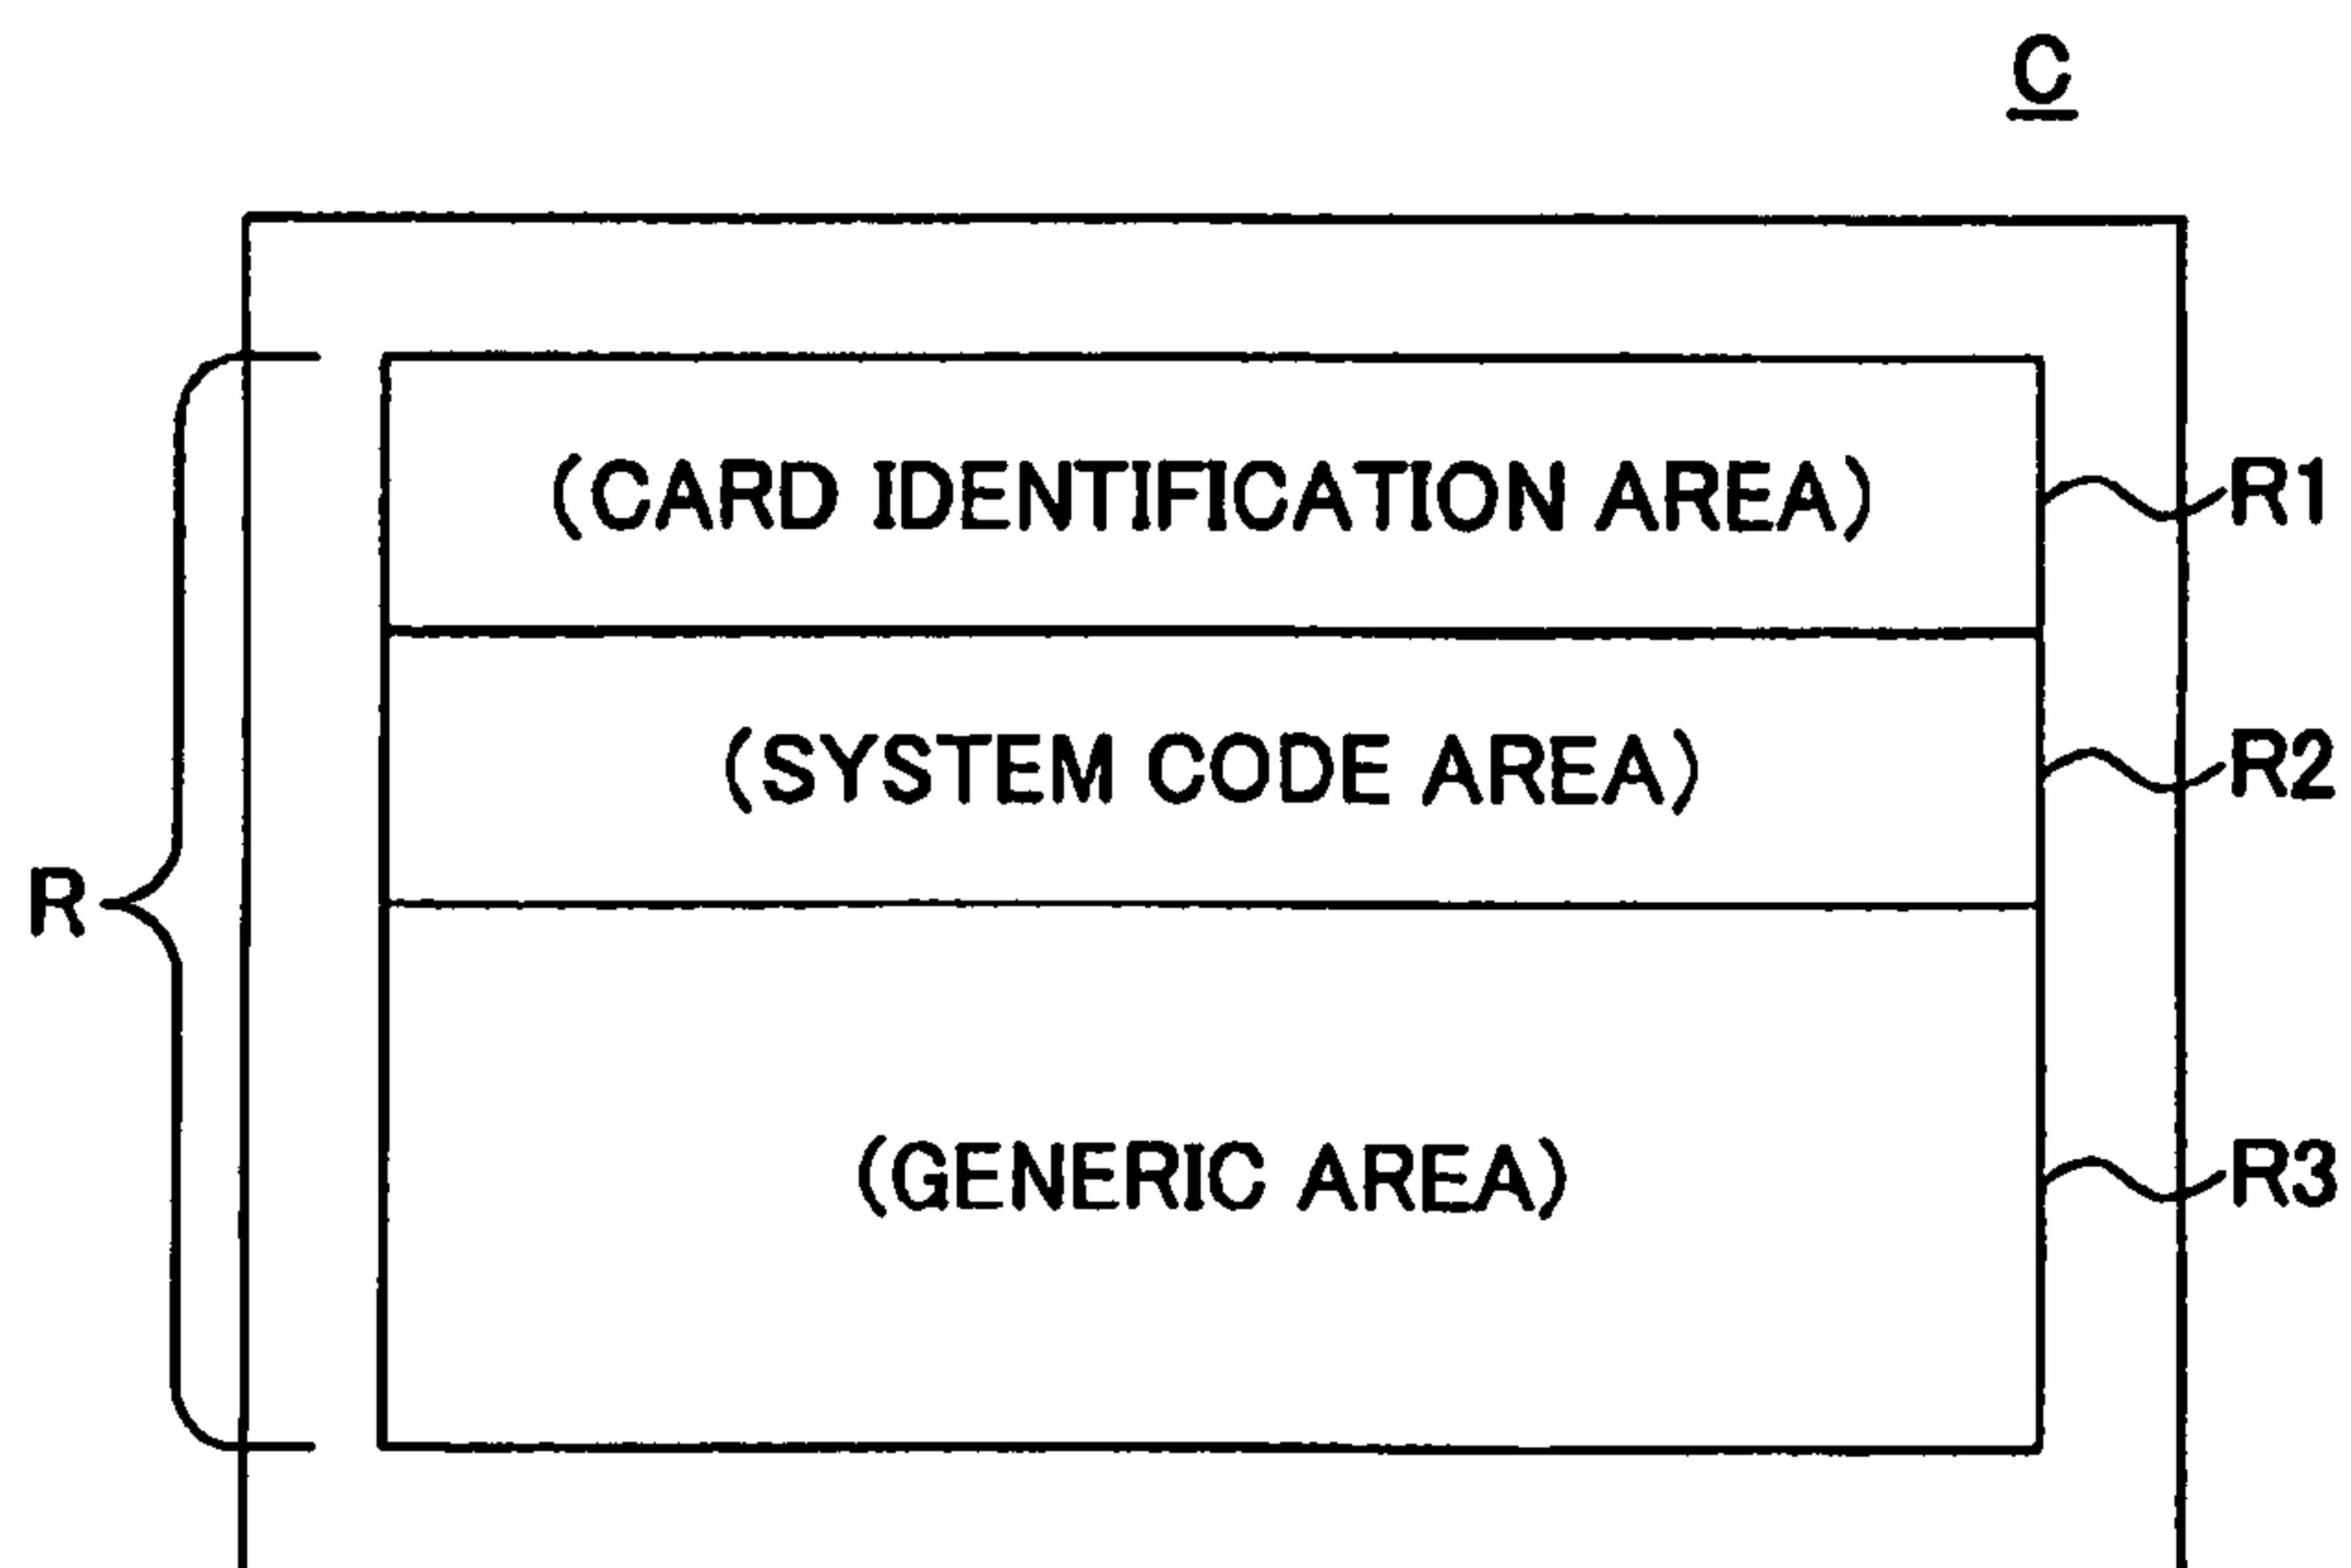 C
(CARD IDENTIFICATION AREA) R1
(SYSTEM CODE AREA) R2
R
(GENERIC AREA) R3